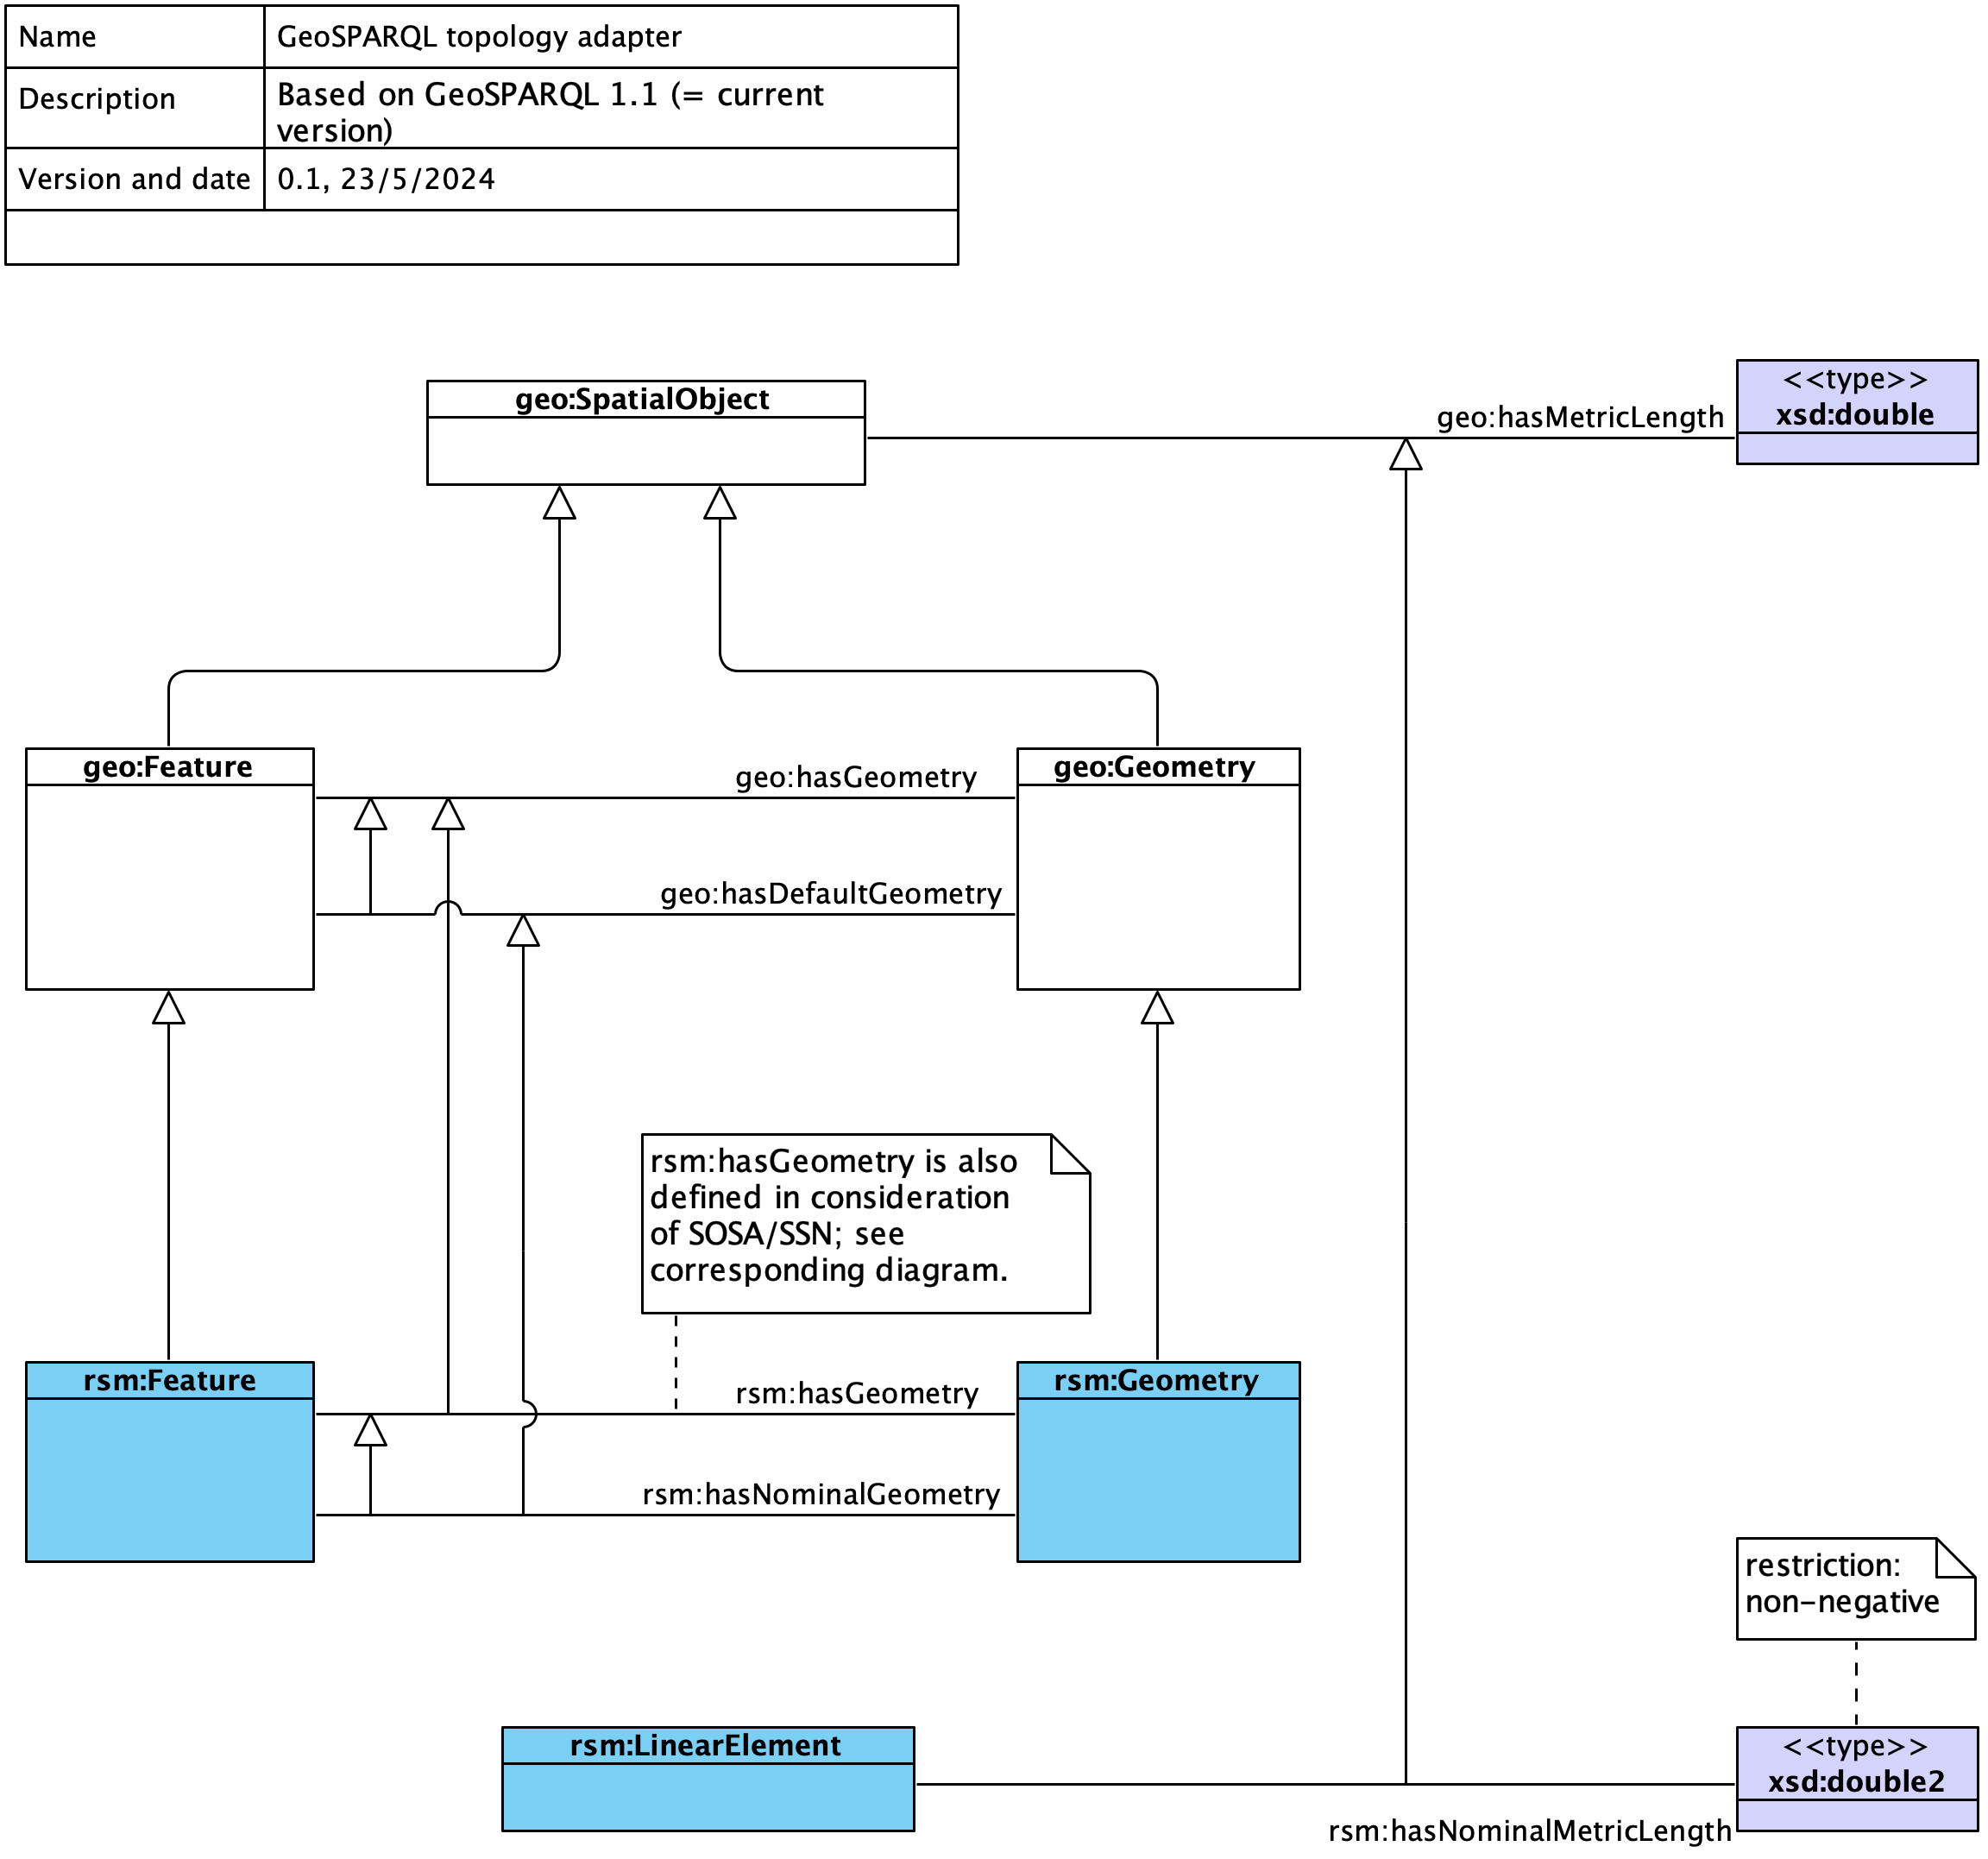 Name
GeoSPARQL topology adapter
Description
Based on GeoSPARQL 1.1 (= current
version)
Version and date
0.1, 23/5/2024
geo:SpatialObject
geo:hasMetricLength
<<type>>
xsd:double
geo:Feature
geo:hasGeometry
geo:Geometry
geo:hasDefaultGeometry
rsm:hasGeometry is also
defined in consideration
of SOSA/SSN; see
corresponding diagram.
rsm:Feature
rsm:hasGeometry
rsm:Geometry
rsm:hasNominalGeometry
restriction:
non-negative
rsm:LinearElement
<<type>>
xsd:double2
rsm:hasNominalMetricLength